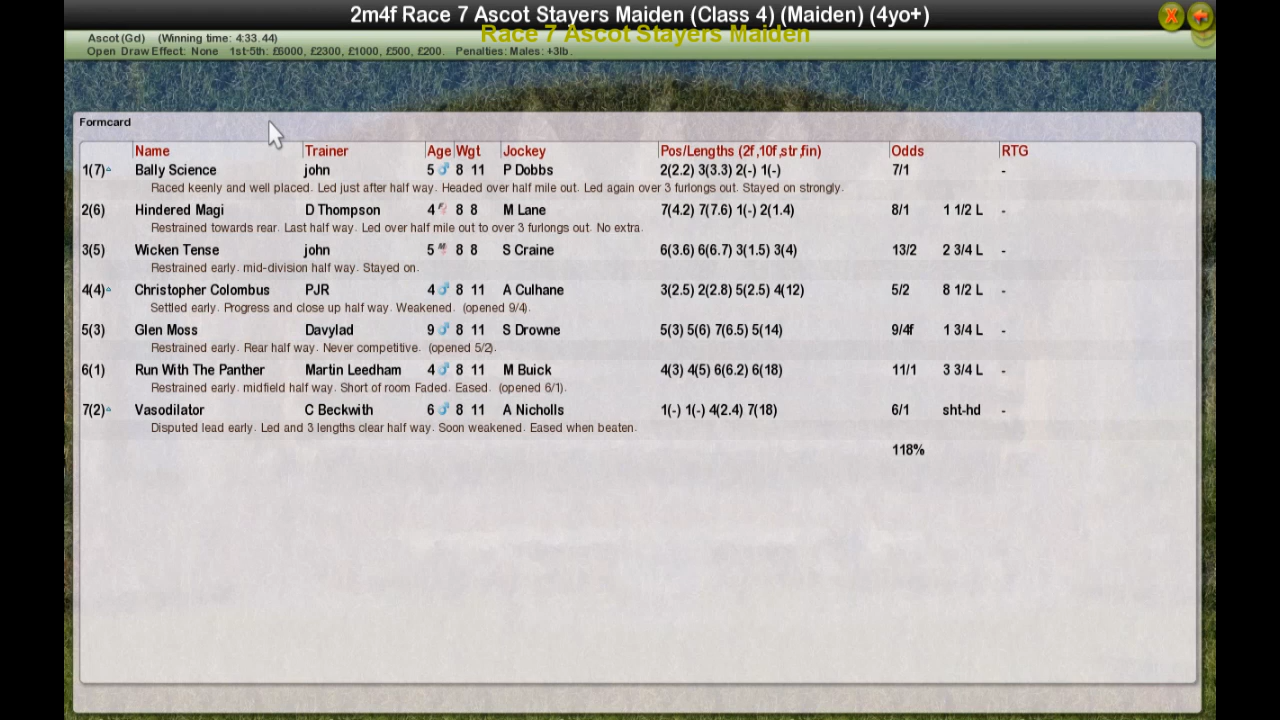 2m4f Race 7 Ascot Stayers Maiden (Class 4) (Maiden) (4yo+)
Race 7 Ascot Stayers Maiden
Ascot(Gd) (Winning time: 4:33.44)
Open Draw Effect: None 1st-5th: £6000, £2300, £1000, £500, £200. Penalties: Males: +3lb.
Formcard
Name Trainer Age Wgt Jockey Pos/Lengths (2f,10f,str,fin) Odds RTG
1(7) Bally Science john 5 8 11 P Dobbs 2(2.2) 3(3.3) 2(-) 1(-) 7/1 -
Raced keenly and well placed. Led just after half way. Headed over half mile out. Led again over 3 furlongs out. Stayed on strongly.
2(6) Hindered Magi D Thompson 4 F 8 8 M Lane 7(4.2) 7(7.6) 1(-) 2(1.4) 8/1 1 1/2 L -
Restrained towards rear. Last half way. Led over half mile out to over 3 furlongs out. No extra.
3(5) Wicken Tense john 5 M 8 8 S Craine 6(3.6) 6(6.7) 3(1.5) 3(4) 13/2 2 3/4 L -
Restrained early. mid-division half way. Stayed on.
4(4) Christopher Colombus PJR 4 8 11 A Culhane 3(2.5) 2(2.8) 5(2.5) 4(12) 5/2 8 1/2 L -
Settled early. Progress and close up half way. Weakened. (opened 9/4).
5(3) Glen Moss Davylad 9 8 11 S Drowne 5(3) 5(6) 7(6.5) 5(14) 9/4f 1 3/4 L -
Restrained early. Rear half way. Never competitive. (opened 5/2).
6(1) Run With The Panther Martin Leedham 4 8 11 M Buick 4(3) 4(5) 6(6.2) 6(18) 11/1 3 3/4 L -
Restrained early. midfield half way. Short of room Faded. Eased. (opened 6/1).
7(2) Vasodilator C Beckwith 6 8 11 A Nicholls 1(-) 1(-) 4(2.4) 7(18) 6/1 sht-hd -
Disputed lead early. Led and 3 lengths clear half way. Soon weakened. Eased when beaten.
118%